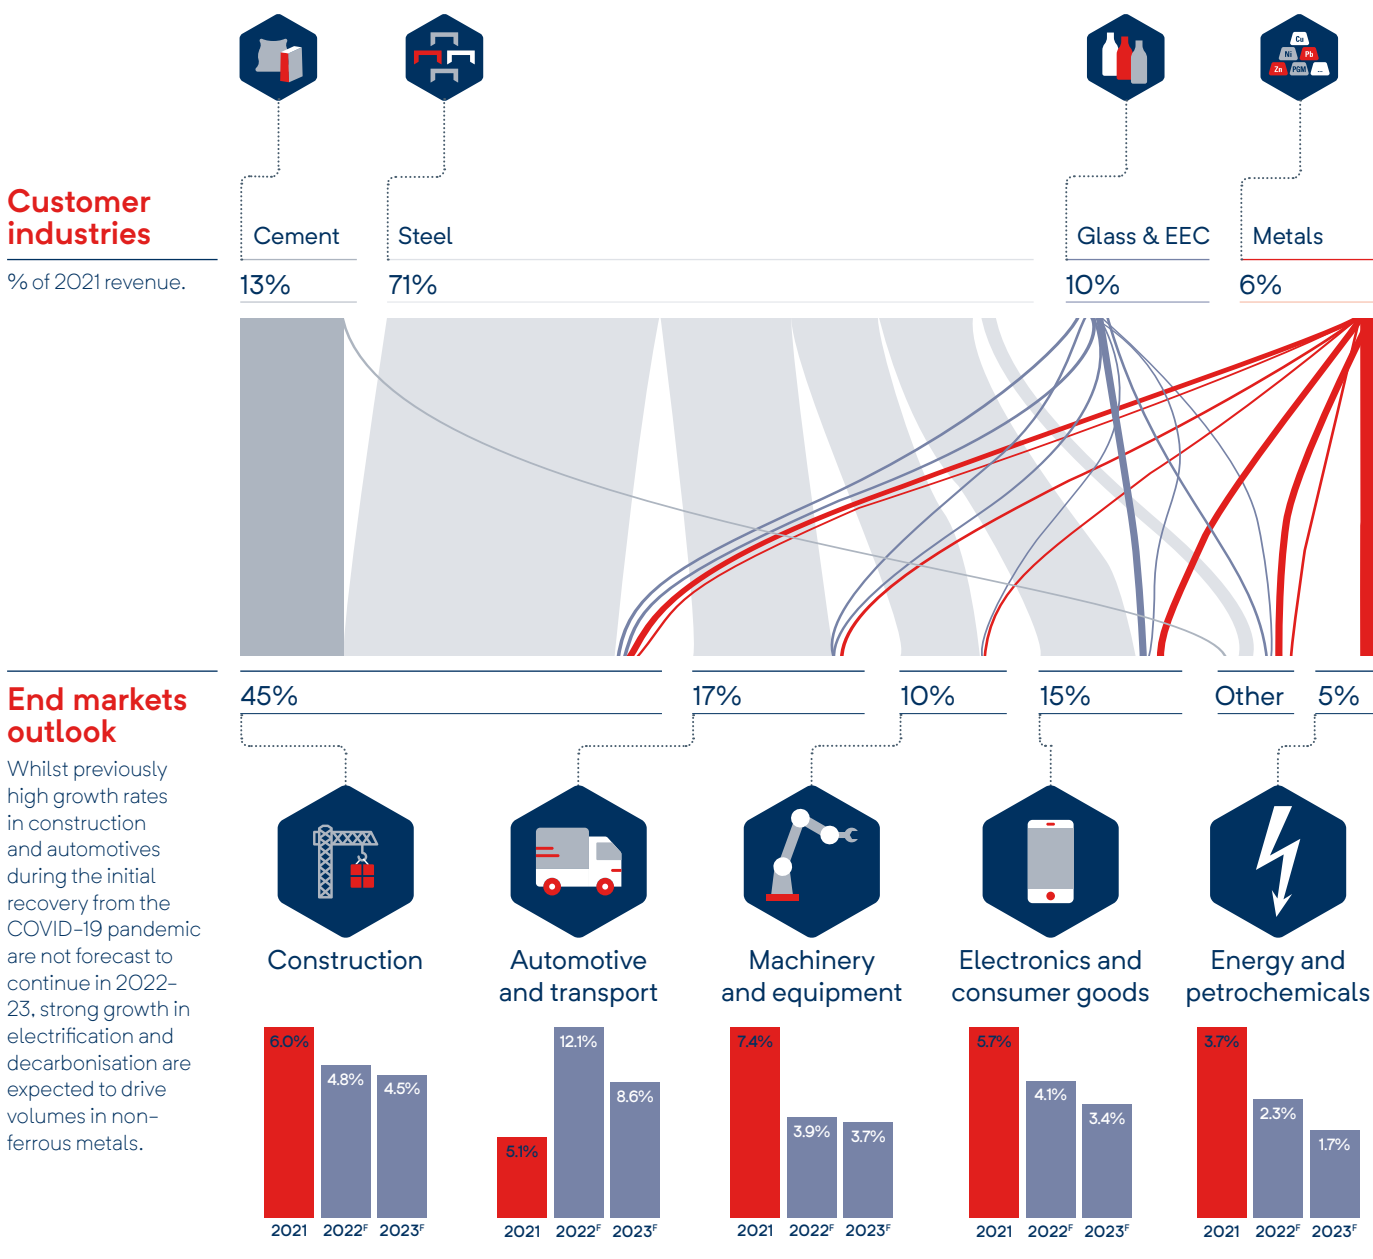 Cu
Ni Pb
Zn PGM ...
Customer
industries
% of 2021 revenue.
Cement
Steel
Glass & EEC
Metals
13%
71%
10%
6%
End markets
outlook
Whilst previously
high growth rates
in construction
and automotives
during the initial
recovery from the
COVID–19 pandemic
are not forecast to
continue in 2022–
23, strong growth in
electrification and
decarbonisation are
expected to drive
volumes in non–
ferrous metals.
45%
17%
10%
15%
Other
5%
Construction
Automotive
and transport
Machinery
and equipment
Electronics and
consumer goods
Energy and
petrochemicals
6.0%
4.8%
4.5%
2021 2022F 2023F
5.1%
12.1%
8.6%
2021 2022F 2023F
7.4%
3.9%
3.7%
2021 2022F 2023F
5.7%
4.1%
3.4%
2021 2022F 2023F
3.7%
2.3%
1.7%
2021 2022F 2023F